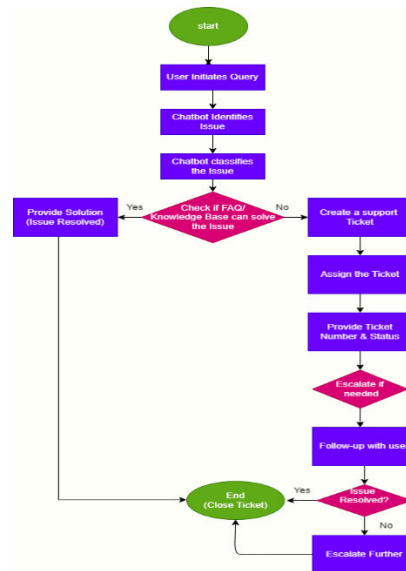 start
User Initiates Query
Chatbot Identifies
Issue
Chatbot classifies
the Issue
Provide Solution
(Issue Resolved)
Yes
Check if FAQ/
Knowledge Base can solve
the Issue
No
Create a support
Ticket
Assign the Ticket
Provide Ticket
Number & Status
Escalate if
needed
Follow-up with user
End
(Close Ticket)
Yes
Issue
Resolved?
No
Escalate Further